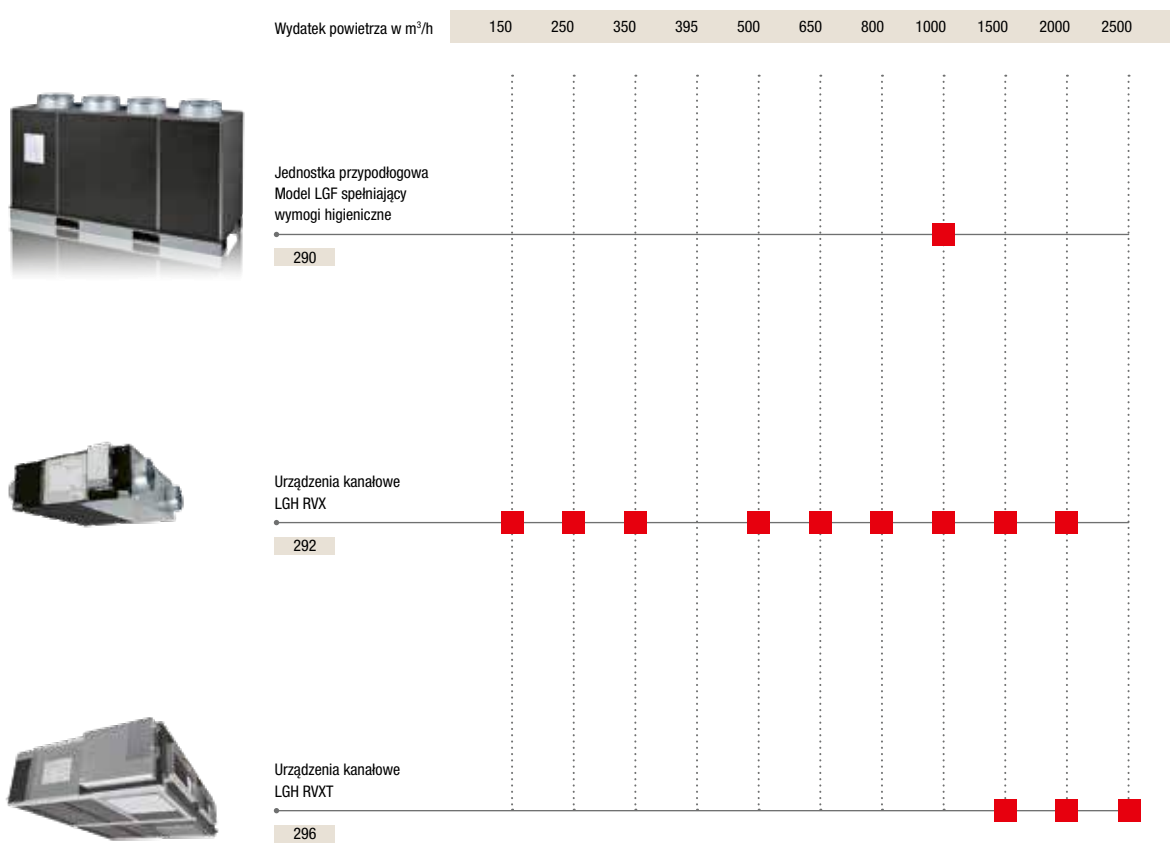 Wydatek powietrza w m³/h 150 250 350 395 500 650 800 1000 1500 2000 2500
Jednostka przypodłogowa
Model LGF spełniający
wymogi higieniczne
290
Urządzenia kanałowe
LGH RVX
292
Urządzenia kanałowe
LGH RVXT
296